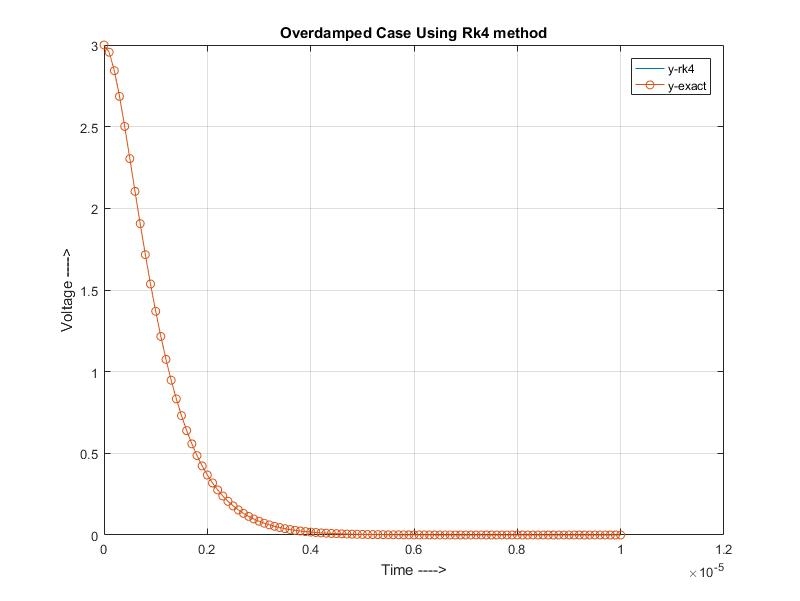 Overdamped Case Using Rk4 method
y-rk4
y-exact
3
2.5
2
1.5
1
0.5
0
Voltage ---->
0 0.2 0.4 0.6 0.8 1 1.2
Time ---->
×10-5